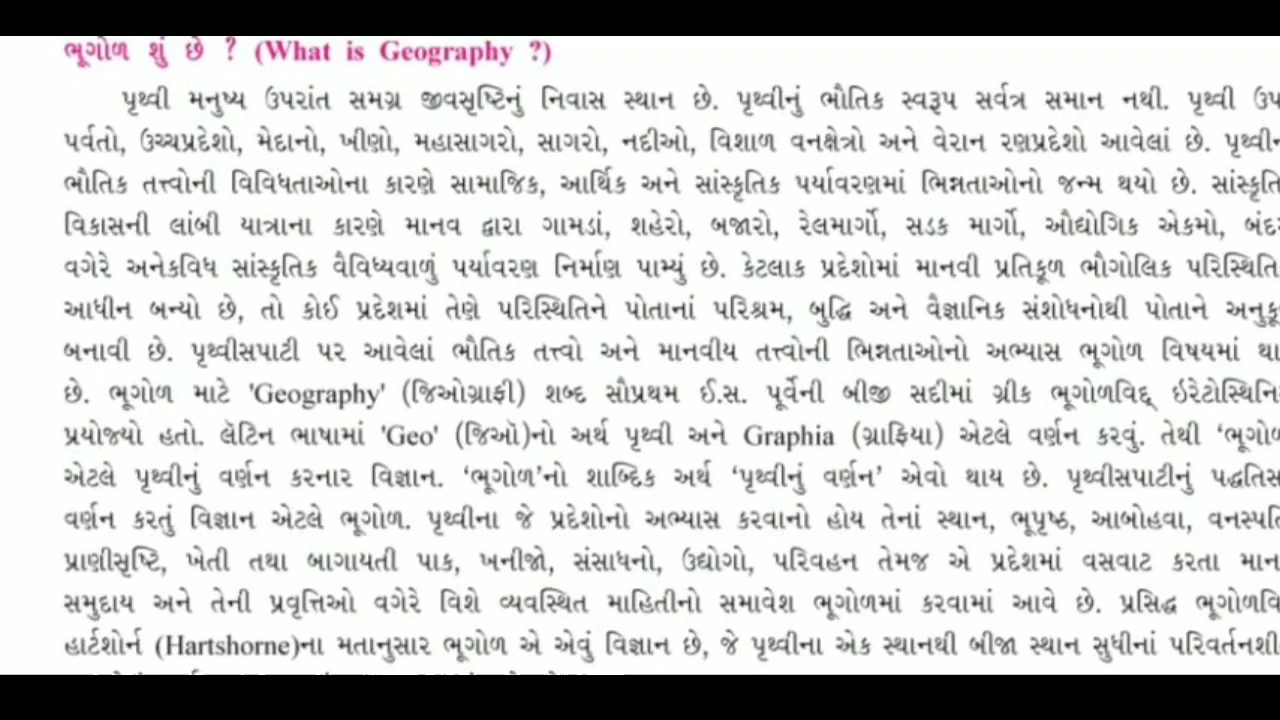 ભૂગોળ શું છે ? (What is Geography ?)
પૃથ્વી મનુષ્ય ઉપરાંત સમગ્ર જીવસૃષ્ટિનું નિવાસ સ્થાન છે. પૃથ્વીનું ભૌતિક સ્વરૂપ સર્વત્ર સમાન નથી. પૃથ્વી
પર્વતો, ઉચ્ચપ્રદેશો, મેદાનો, ખીણો, મહાસાગરો, સાગરો, નદીઓ, વિશાળ વનક્ષેત્રો અને વેરાન રણપ્રદેશો આવેલાં છે.
ભૌતિક તત્ત્વોની વિવિધતાઓના કારણે સામાજિક, આર્થિક અને સાંસ્કૃતિક પર્યાવરણમાં ભિન્નતાઓનો જન્મ થયો છે.
વિકાસની લાંબી યાત્રાના કારણે માનવ દ્વારા ગામડાં, શહેરો, બજારો, રેલમાર્ગો, સડક માર્ગો, ઔદ્યોગિક એકમો,
વગેરે અનેકવિધ સાંસ્કૃતિક વૈવિધ્યવાળું પર્યાવરણ નિર્માણ પામ્યું છે. કેટલાક પ્રદેશોમાં માનવી પ્રતિકૂળ ભૌગોલિક
આધીન બન્યો છે, તો કોઈ પ્રદેશમાં તેણે પરિસ્થિતિને પોતાનાં પરિશ્રમ, બુદ્ધિ અને વૈજ્ઞાનિક સંશોધનોથી પોતાને
બનાવી છે. પૃથ્વીસપાટી પર આવેલાં ભૌતિક તત્ત્વો અને માનવીય તત્ત્વોની ભિન્નતાઓનો અભ્યાસ ભૂગોળ વિષયમાં
છે. ભૂગોળ માટે 'Geography' (જિઓગ્રાફી) શબ્દ સૌપ્રથમ ઈ.સ. પૂર્વેની બીજી સદીમાં ગ્રીક ભૂગોળવિદ્
પ્રયોજ્યો હતો. લૅટિન ભાષામાં 'Geo' (જિઑ)નો અર્થ પૃથ્વી અને Graphia (ગ્રાફિયા) એટલે વર્ણન કરવું. તેથી
એટલે પૃથ્વીનું વર્ણન કરનાર વિજ્ઞાન. ‘ભૂગોળ’નો શાબ્દિક અર્થ ‘પૃથ્વીનું વર્ણન’ એવો થાય છે. પૃથ્વીસપાટીનું
વર્ણન કરતું વિજ્ઞાન એટલે ભૂગોળ. પૃથ્વીના જે પ્રદેશોનો અભ્યાસ કરવાનો હોય તેનાં સ્થાન, ભૂપૃષ્ઠ, આબોહવા,
પ્રાણીસૃષ્ટિ, ખેતી તથા બાગાયતી પાક, ખનીજો, સંસાધનો, ઉદ્યોગો, પરિવહન તેમજ એ પ્રદેશમાં વસવાટ કરતા
સમુદાય અને તેની પ્રવૃત્તિઓ વગેરે વિશે વ્યવસ્થિત માહિતીનો સમાવેશ ભૂગોળમાં કરવામાં આવે છે. પ્રસિદ્ધ
હાર્ટશોર્ન (Hartshorne)ના મતાનુસાર ભૂગોળ એ એવું વિજ્ઞાન છે, જે પૃથ્વીના એક સ્થાનથી બીજા સ્થાન સુધીનાં